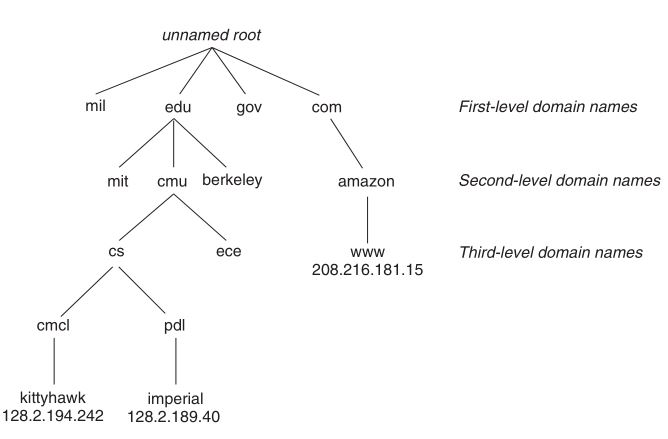 unnamed root
mil edu gov com First-level domain names
mit cmu berkeley amazon Second-level domain names
cs ece www Third-level domain names
208.216.181.15
cmcl pdl
kittyhawk imperial
128.2.194.242 128.2.189.40